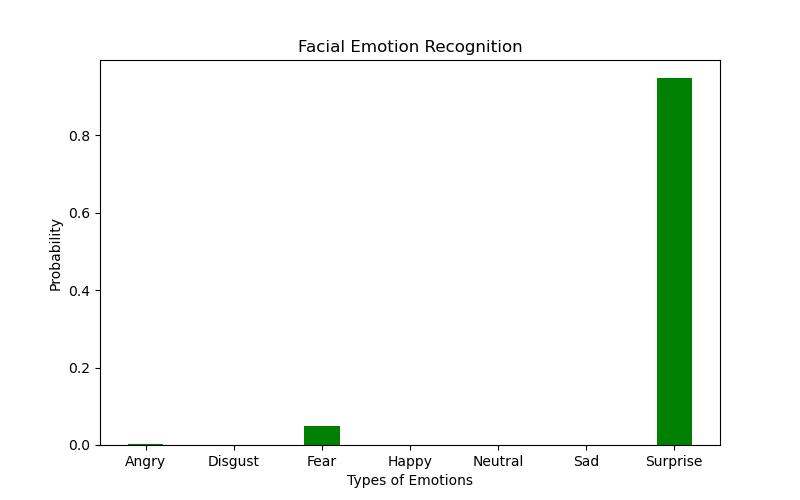 Facial Emotion Recognition
Probability
0.8
0.6
0.4
0.2
0.0
Angry Disgust Fear Happy Neutral Sad Surprise
Types of Emotions